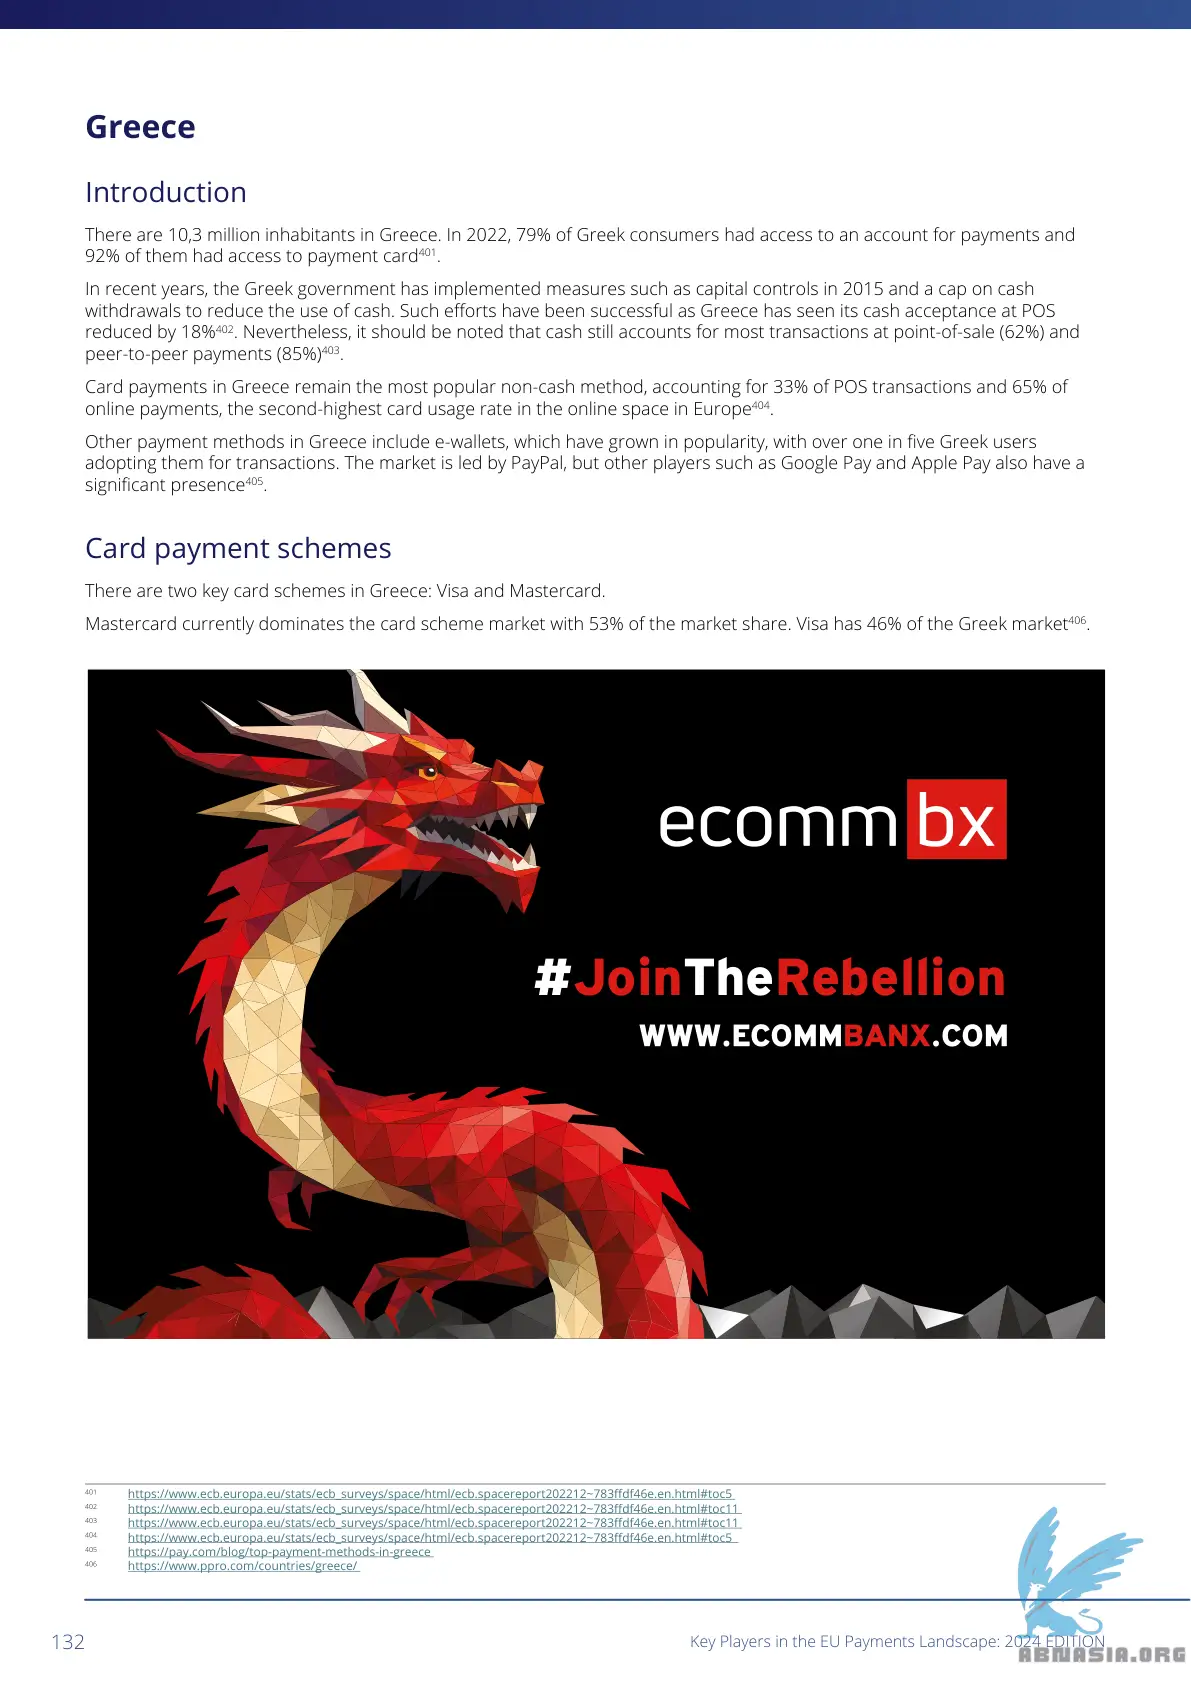 Greece
Introduction
There are 10,3 million inhabitants in Greece. In 2022, 79% of Greek consumers had access to an account for payments and
92% of them had access to payment card401.
In recent years, the Greek government has implemented measures such as capital controls in 2015 and a cap on cash
withdrawals to reduce the use of cash. Such efforts have been successful as Greece has seen its cash acceptance at POS
reduced by 18%402. Nevertheless, it should be noted that cash still accounts for most transactions at point-of-sale (62%) and
peer-to-peer payments (85%)403.
Card payments in Greece remain the most popular non-cash method, accounting for 33% of POS transactions and 65% of
online payments, the second-highest card usage rate in the online space in Europe404.
Other payment methods in Greece include e-wallets, which have grown in popularity, with over one in five Greek users
adopting them for transactions. The market is led by PayPal, but other players such as Google Pay and Apple Pay also have a
significant presence405.
Card payment schemes
There are two key card schemes in Greece: Visa and Mastercard.
Mastercard currently dominates the card scheme market with 53% of the market share. Visa has 46% of the Greek market406.
ecomm bx
#JoinTheRebellion
WWW.ECOMMBANX.COM
401 https://www.ecb.europa.eu/stats/ecb_surveys/space/html/ecb.spacereport202212~783ffdf46e.en.html#toc5
402 https://www.ecb.europa.eu/stats/ecb_surveys/space/html/ecb.spacereport202212~783ffdf46e.en.html#toc11
403 https://www.ecb.europa.eu/stats/ecb_surveys/space/html/ecb.spacereport202212~783ffdf46e.en.html#toc11
404 https://www.ecb.europa.eu/stats/ecb_surveys/space/html/ecb.spacereport202212~783ffdf46e.en.html#toc5
405 https://pay.com/blog/top-payment-methods-in-greece
406 https://www.ppro.com/countries/greece/
132
Key Players in the EU Payments Landscape: 2024 EDITION
ABNASIA.ORG